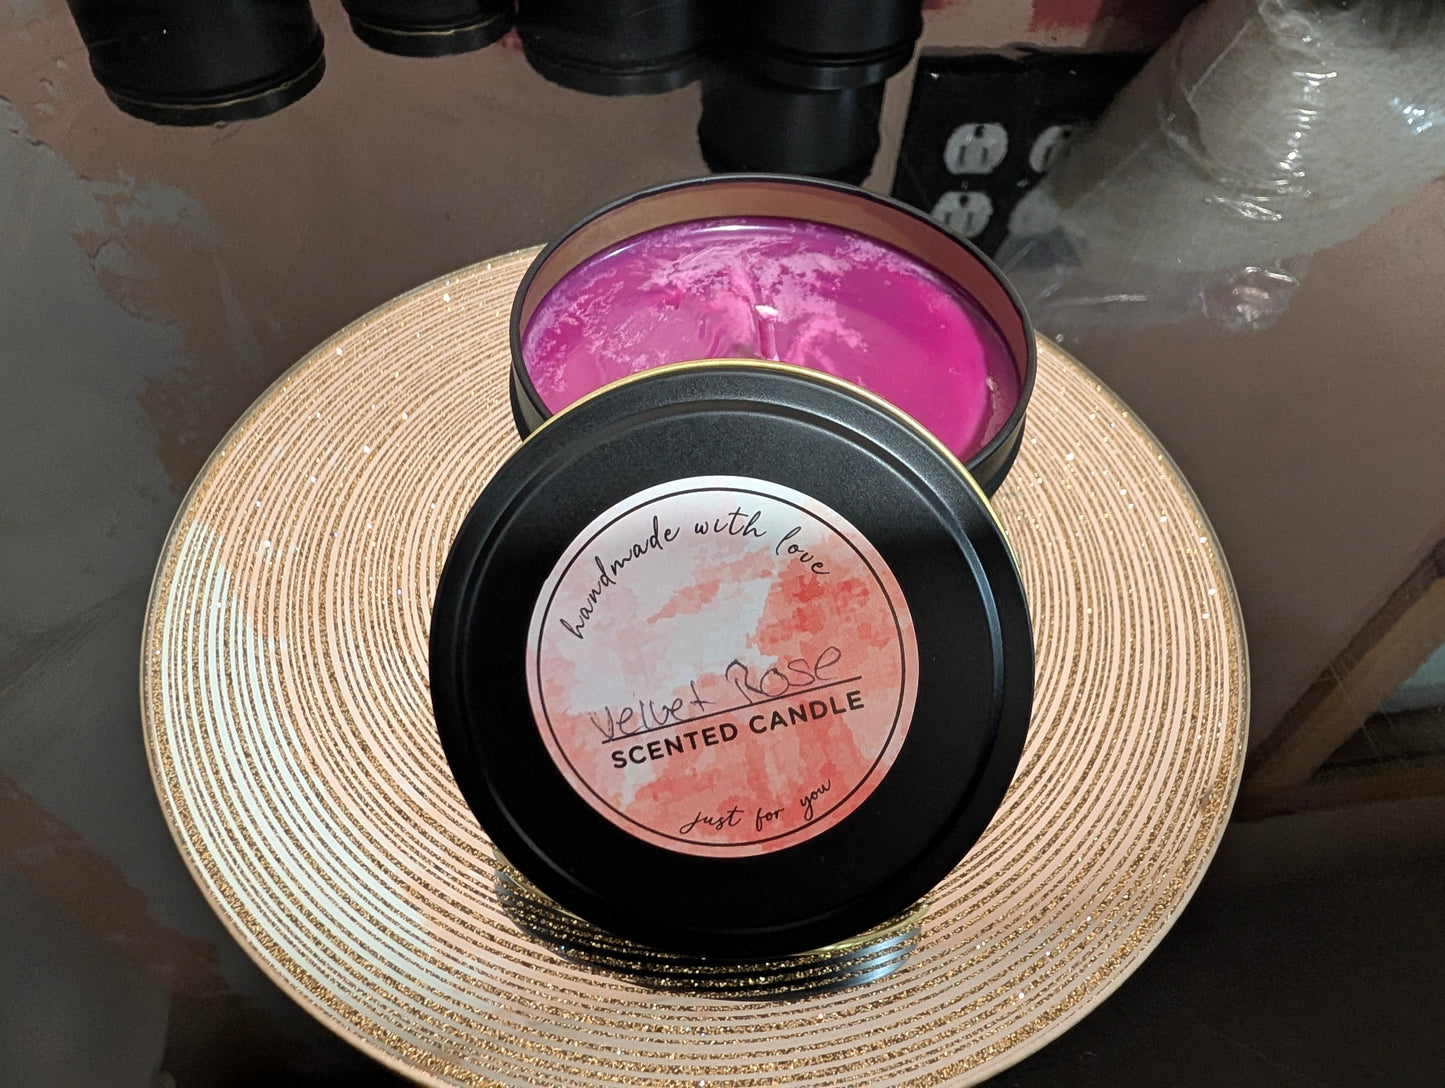 handmade with love
Velvet Rose
SCENTED CANDLE
just for you